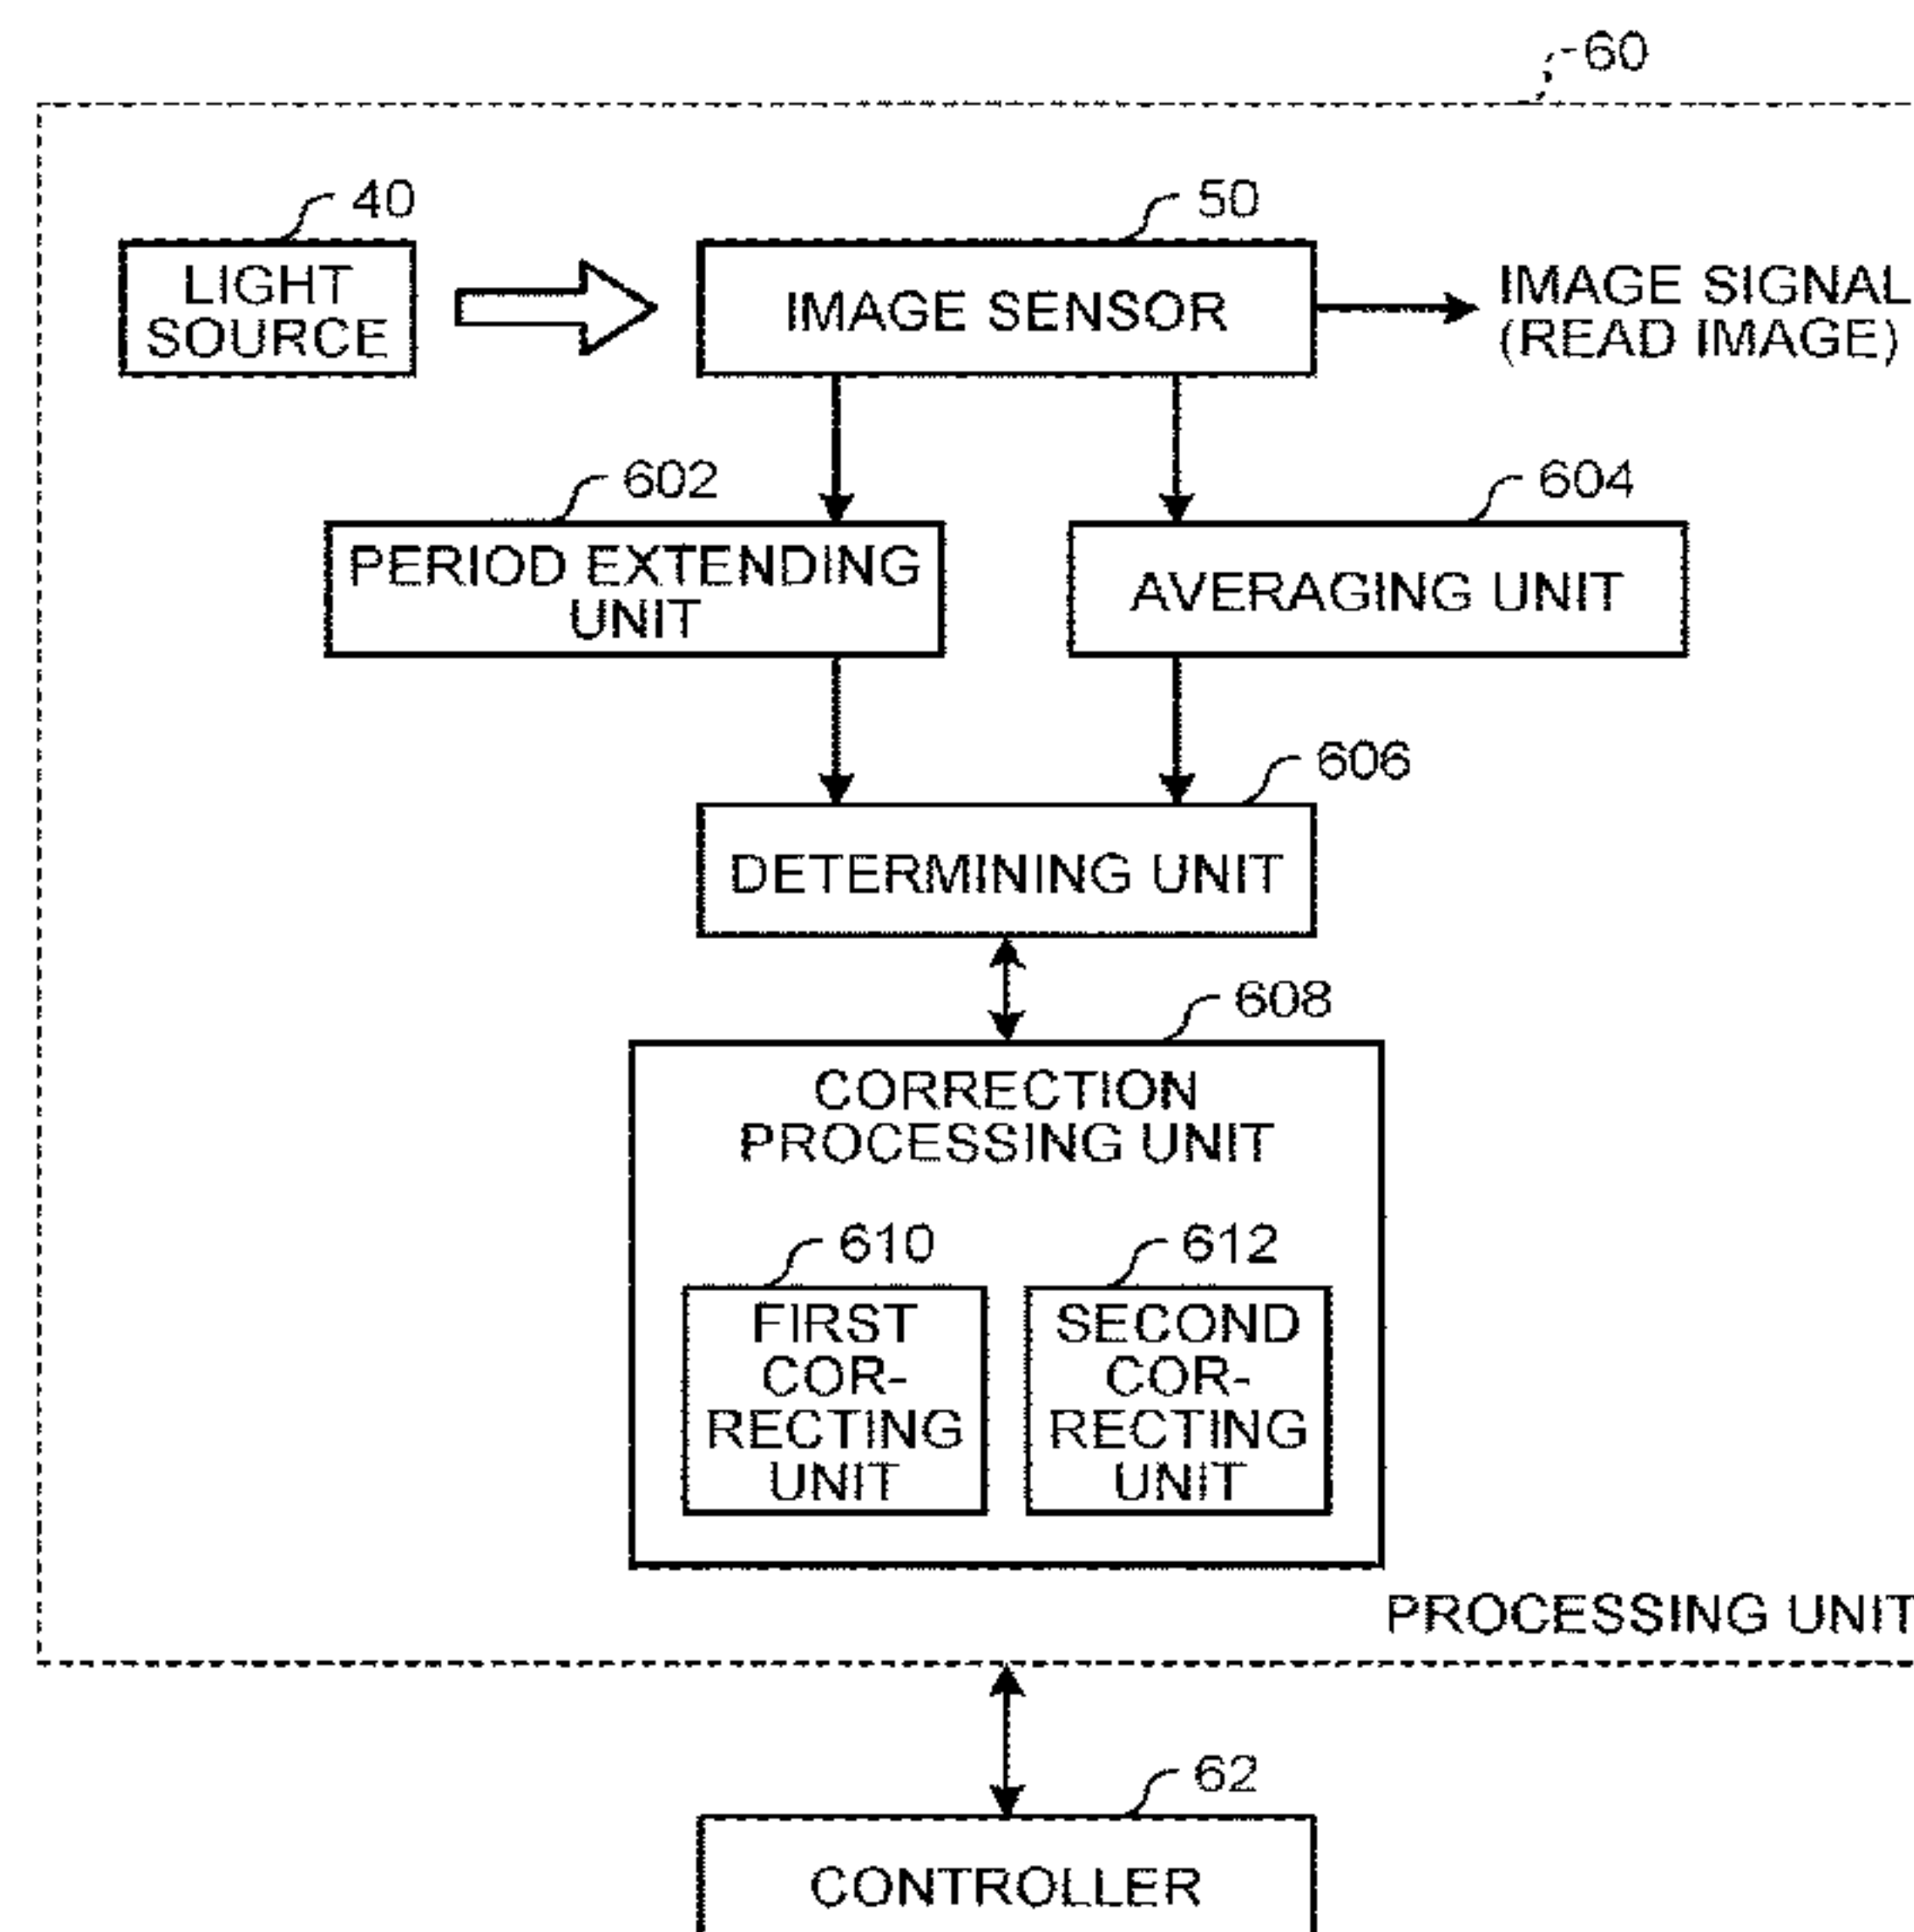 60
40
50
LIGHT
SOURCE
IMAGE SENSOR
IMAGE SIGNAL
(READ IMAGE)
602
604
PERIOD EXTENDING
UNIT
AVERAGING UNIT
606
DETERMINING UNIT
608
CORRECTION
PROCESSING UNIT
610
612
FIRST
COR-
RECTING
UNIT
SECOND
COR-
RECTING
UNIT
PROCESSING UNIT
62
CONTROLLER